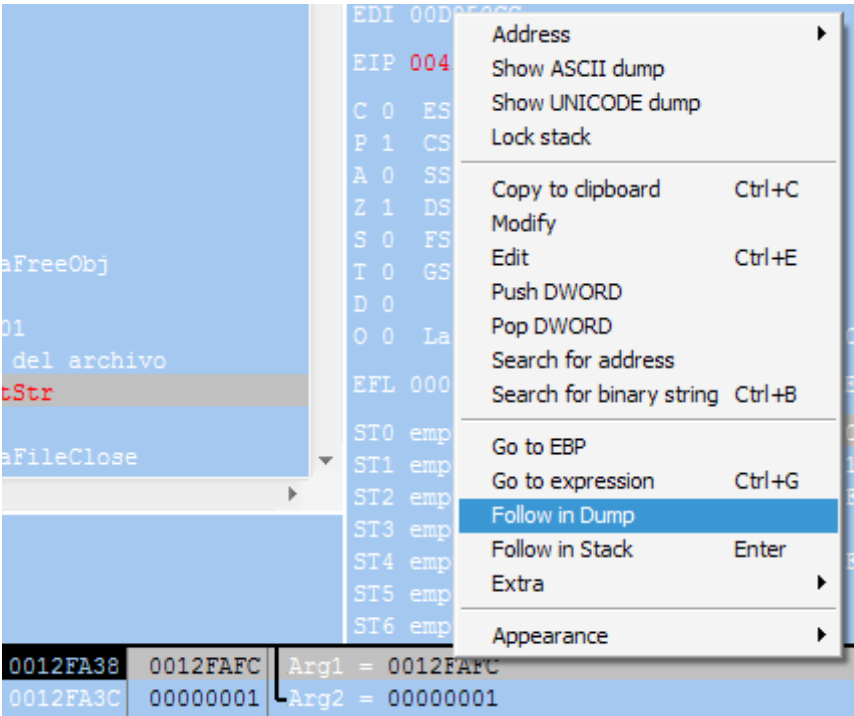 EDI
EIP 004
C 0 ES
P 1 CS
A 0 SS
Z 1 DS
S 0 FS
T 0 GS
D 0
O 0 La
EFL 000
ST0 emp
ST1 emp
ST2 emp
ST3 emp
ST4 emp
ST5 emp
ST6 emp
aFreeObj
01
del archivo
tStr
aFileClose
Address
Show ASCII dump
Show UNICODE dump
Lock stack
Copy to clipboard Ctrl+C
Modify
Edit Ctrl+E
Push DWORD
Pop DWORD
Search for address
Search for binary string Ctrl+B
Go to EBP
Go to expression Ctrl+G
Follow in Dump
Follow in Stack Enter
Extra
Appearance
0012FA38 0012FAFC Arg1 = 0012FAFC
0012FA3C 00000001 Arg2 = 00000001